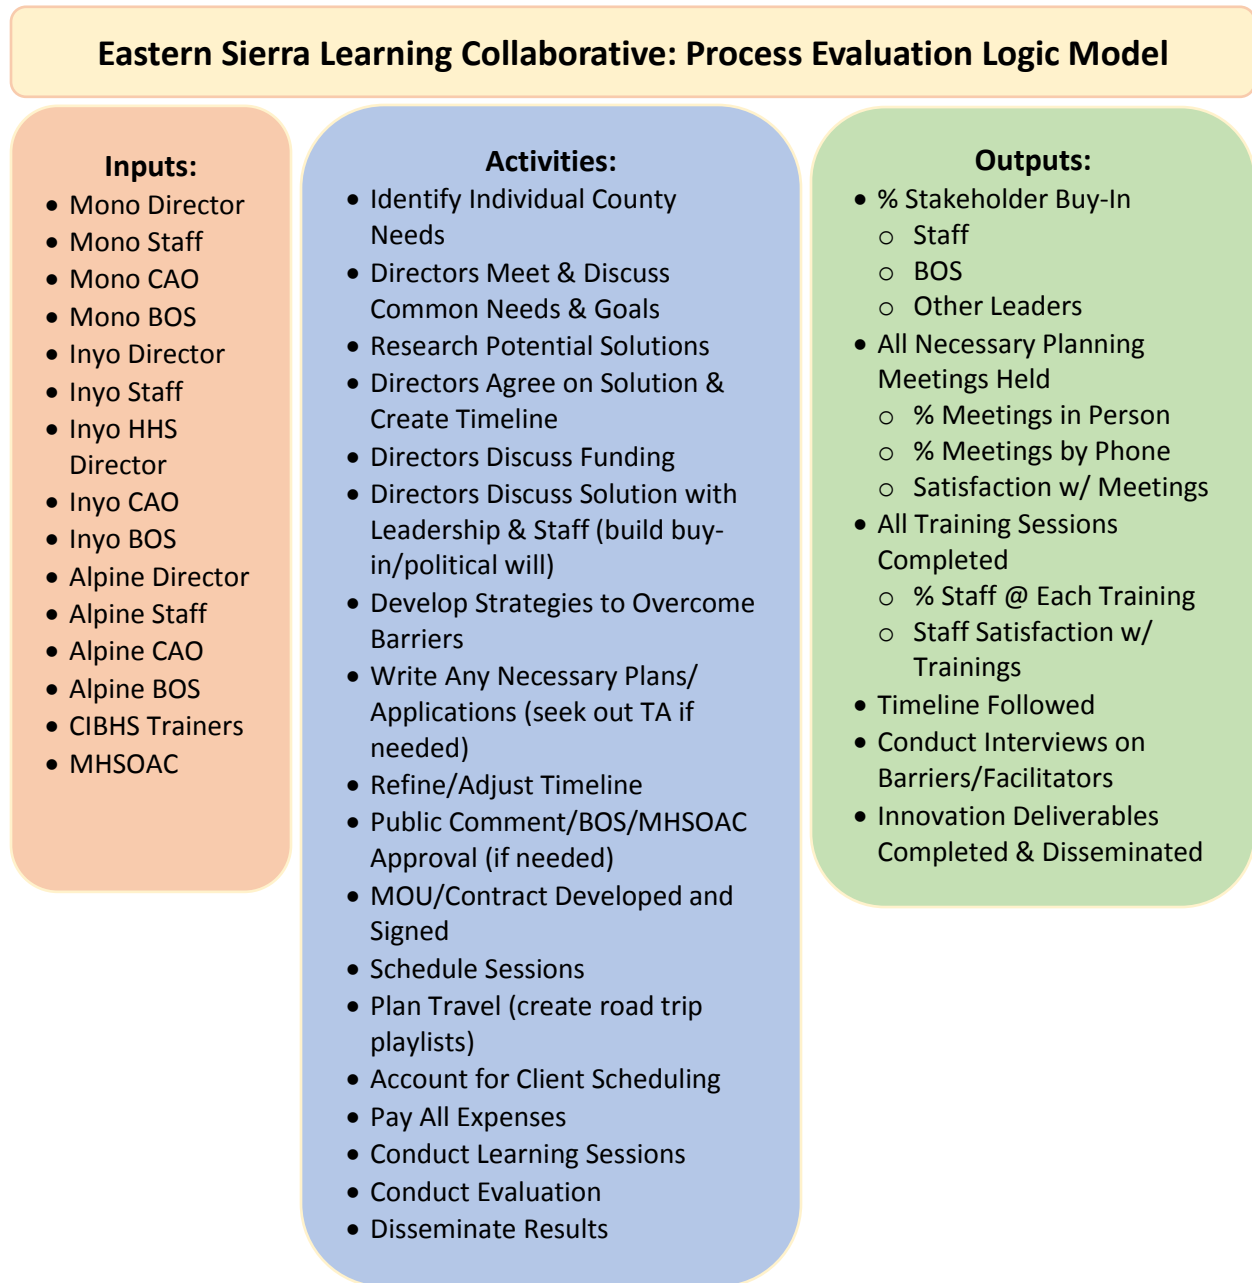 Eastern Sierra Learning Collaborative: Process Evaluation Logic Model
Inputs:
• Mono Director
• Mono Staff
• Mono CAO
• Mono BOS
• Inyo Director
• Inyo Staff
• Inyo HHS
Director
• Inyo CAO
• Inyo BOS
• Alpine Director
• Alpine Staff
• Alpine CAO
• Alpine BOS
• CIBHS Trainers
• MHSOAC
Activities:
• Identify Individual County
Needs
• Directors Meet & Discuss
Common Needs & Goals
• Research Potential Solutions
• Directors Agree on Solution &
Create Timeline
• Directors Discuss Funding
• Directors Discuss Solution with
Leadership & Staff (build buy-
in/political will)
• Develop Strategies to Overcome
Barriers
• Write Any Necessary Plans/
Applications (seek out TA if
needed)
• Refine/Adjust Timeline
• Public Comment/BOS/MHSOAC
Approval (if needed)
• MOU/Contract Developed and
Signed
• Schedule Sessions
• Plan Travel (create road trip
playlists)
• Account for Client Scheduling
• Pay All Expenses
• Conduct Learning Sessions
• Conduct Evaluation
• Disseminate Results
Outputs:
• % Stakeholder Buy-In
o Staff
o BOS
o Other Leaders
• All Necessary Planning
Meetings Held
o % Meetings in Person
o % Meetings by Phone
o Satisfaction w/ Meetings
• All Training Sessions
Completed
o % Staff @ Each Training
o Staff Satisfaction w/
Trainings
• Timeline Followed
• Conduct Interviews on
Barriers/Facilitators
• Innovation Deliverables
Completed & Disseminated